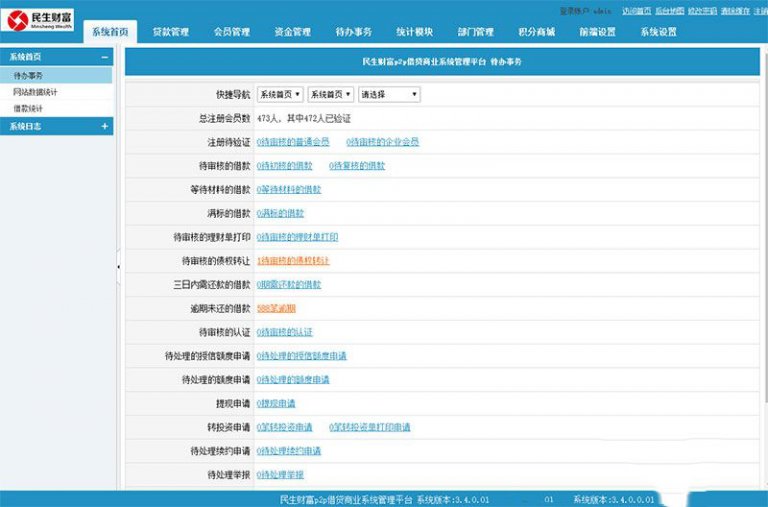 民生财富
Minsheng Wealth
登录帐户: admin 访问首页 后台地图 修改密码 清除缓存 注销
系统首页 贷款管理 会员管理 资金管理 待办事务 统计模块 部门管理 积分商城 前端设置 系统设置
系统首页 −
待办事务
网站数据统计
借款统计
系统日志 +
民生财富p2p借贷商业系统管理平台 待办事务
快捷导航 系统首页 系统首页 请选择
总注册会员数 473人，其中472人已验证
注册待验证 0待审核的普通会员 0待审核的企业会员
待审核的借款 0待初核的借款 0待复核的借款
等待材料的借款 0等待材料的借款
满标的借款 0满标的借款
待审核的理财单打印 0待审核的理财单打印
待审核的债权转让 1待审核的债权转让
三日内需还款的借款 0期需还款的借款
逾期未还的借款 588笔逾期
待审核的认证 0待审核的认证
待处理的授信额度申请 0待处理的授信额度申请
待处理的额度申请 0待处理的额度申请
提现申请 0提现申请
转投资申请 0笔转投资申请 0笔转投资单打印申请
待处理续约申请 0待处理续约申请
待处理举报 0待处理举报
民生财富p2p借贷商业系统管理平台 系统版本:3.4.0.01 01 系统版本:3.4.0.0.01